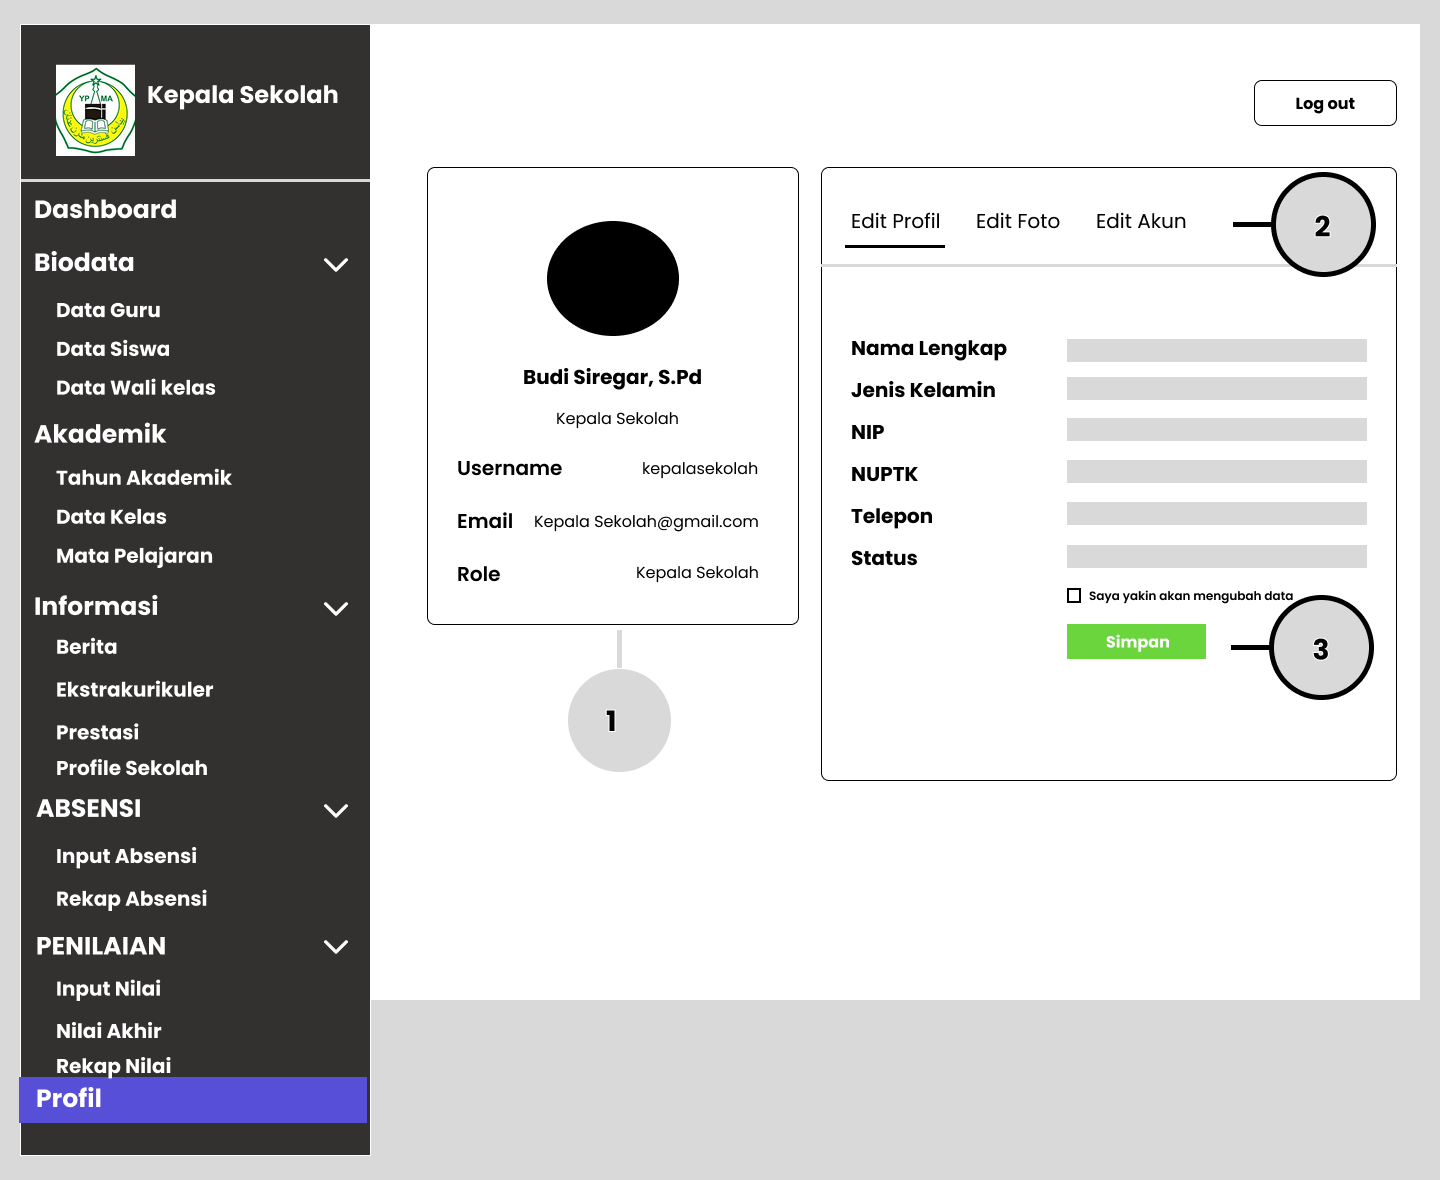 YP MA
Kepala Sekolah
Dashboard
Biodata
Data Guru
Data Siswa
Data Wali kelas
Akademik
Tahun Akademik
Data Kelas
Mata Pelajaran
Informasi
Berita
Ekstrakurikuler
Prestasi
Profile Sekolah
ABSENSI
Input Absensi
Rekap Absensi
PENILAIAN
Input Nilai
Nilai Akhir
Rekap Nilai
Profil
Log out
Budi Siregar, S.Pd
Kepala Sekolah
Username kepalasekolah
Email Kepala Sekolah@gmail.com
Role Kepala Sekolah
1
Edit Profil Edit Foto Edit Akun
2
Nama Lengkap
Jenis Kelamin
NIP
NUPTK
Telepon
Status
Saya yakin akan mengubah data
Simpan
3